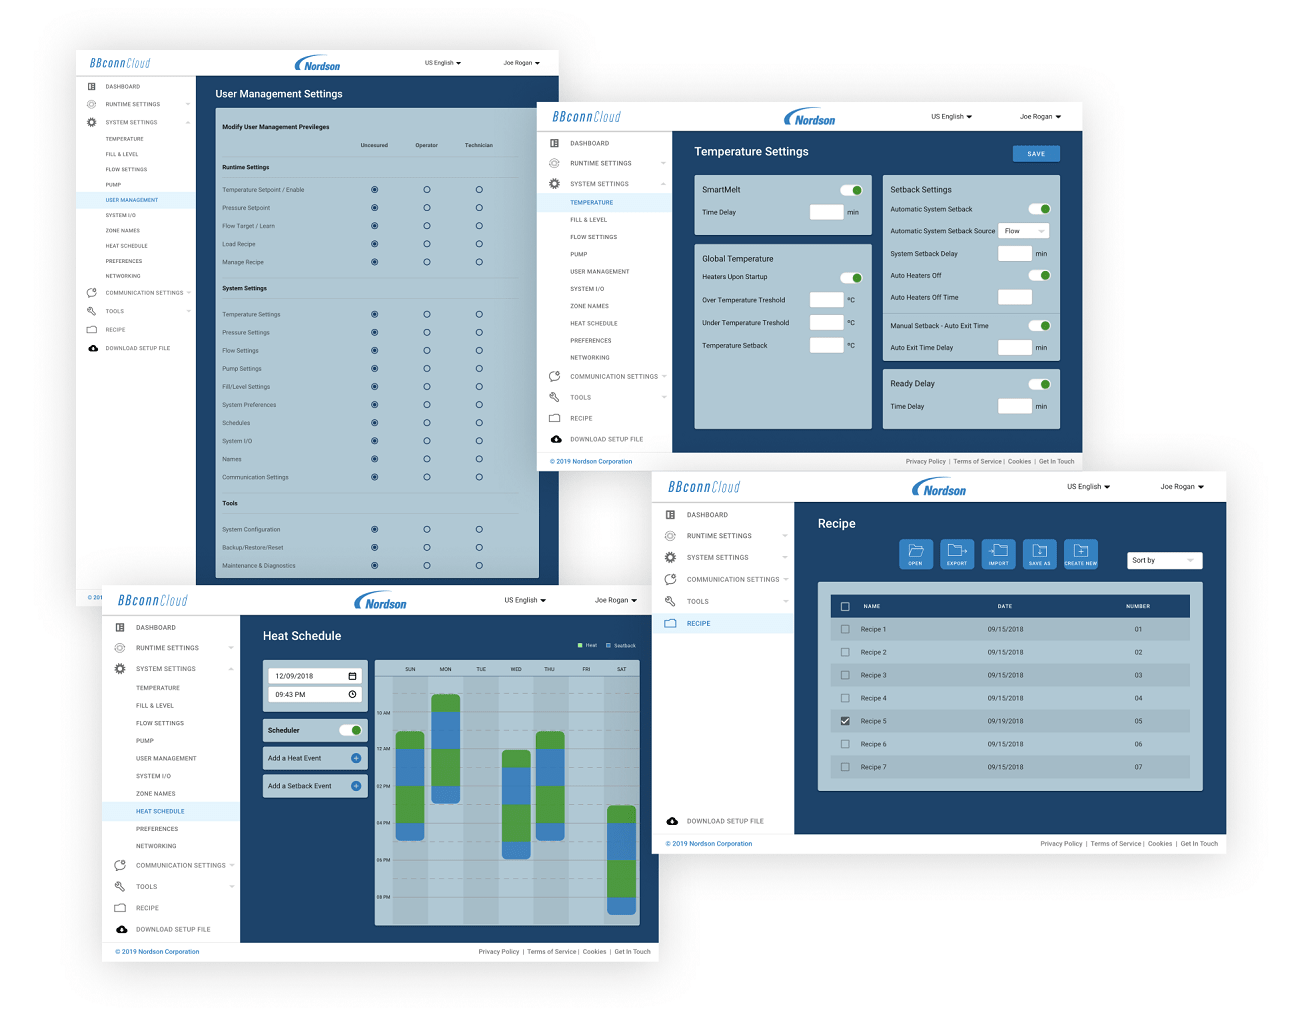 BBconnCloud
Nordson
US English
Joe Rogan
DASHBOARD
RUNTIME SETTINGS
SYSTEM SETTINGS
TEMPERATURE
FILL & LEVEL
FLOW SETTINGS
PUMP
USER MANAGEMENT
SYSTEM I/O
ZONE NAMES
HEAT SCHEDULE
PREFERENCES
NETWORKING
COMMUNICATION SETTINGS
TOOLS
RECIPE
DOWNLOAD SETUP FILE
© 201
User Management Settings
Modify User Management Previleges
Uncesured Operator Technician
Runtime Settings
Temperature Setpoint / Enable
Pressure Setpoint
Flow Target / Learn
Load Recipe
Manage Recipe
System Settings
Temperature Settings
Pressure Settings
Flow Settings
Pump Settings
Fill/Level Settings
System Preferences
Schedules
System I/O
Names
Communication Settings
Tools
System Configuration
Backup/Restore/Reset
Maintenance & Diagnostics
BBconnCloud
Nordson
US English
Joe Rogan
DASHBOARD
RUNTIME SETTINGS
SYSTEM SETTINGS
TEMPERATURE
FILL & LEVEL
FLOW SETTINGS
PUMP
USER MANAGEMENT
SYSTEM I/O
ZONE NAMES
HEAT SCHEDULE
PREFERENCES
NETWORKING
COMMUNICATION SETTINGS
TOOLS
RECIPE
DOWNLOAD SETUP FILE
Temperature Settings
SAVE
SmartMelt
Time Delay min
Global Temperature
Heaters Upon Startup
Over Temperature Treshold ºC
Under Temperature Treshold ºC
Temperature Setback ºC
Setback Settings
Automatic System Setback
Automatic System Setback Source Flow
System Setback Delay min
Auto Heaters Off
Auto Heaters Off Time
Manual Setback - Auto Exit Time
Auto Exit Time Delay min
Ready Delay
Time Delay min
© 2019 Nordson Corporation
Privacy Policy | Terms of Service | Cookies | Get In Touch
BBconnCloud
Nordson
US English
Joe Rogan
DASHBOARD
RUNTIME SETTINGS
SYSTEM SETTINGS
COMMUNICATION SETTINGS
TOOLS
RECIPE
DOWNLOAD SETUP FILE
Recipe
OPEN EXPORT IMPORT SAVE AS CREATE NEW
Sort by
NAME DATE NUMBER
Recipe 1 09/15/2018 01
Recipe 2 09/15/2018 02
Recipe 3 09/15/2018 03
Recipe 4 09/15/2018 04
Recipe 5 09/19/2018 05
Recipe 6 09/15/2018 06
Recipe 7 09/15/2018 07
© 2019 Nordson Corporation
Privacy Policy | Terms of Service | Cookies | Get In Touch
BBconnCloud
Nordson
US English
Joe Rogan
DASHBOARD
RUNTIME SETTINGS
SYSTEM SETTINGS
TEMPERATURE
FILL & LEVEL
FLOW SETTINGS
PUMP
USER MANAGEMENT
SYSTEM I/O
ZONE NAMES
HEAT SCHEDULE
PREFERENCES
NETWORKING
COMMUNICATION SETTINGS
TOOLS
RECIPE
DOWNLOAD SETUP FILE
Heat Schedule
Heat Seatback
12/09/2018
09:43 PM
Scheduler
Add a Heat Event
Add a Setback Event
SUN MON TUE WED THU FRI SAT
10 AM
12 AM
02 PM
04 PM
06 PM
08 PM
© 2019 Nordson Corporation
Privacy Policy | Terms of Service | Cookies | Get In Touch